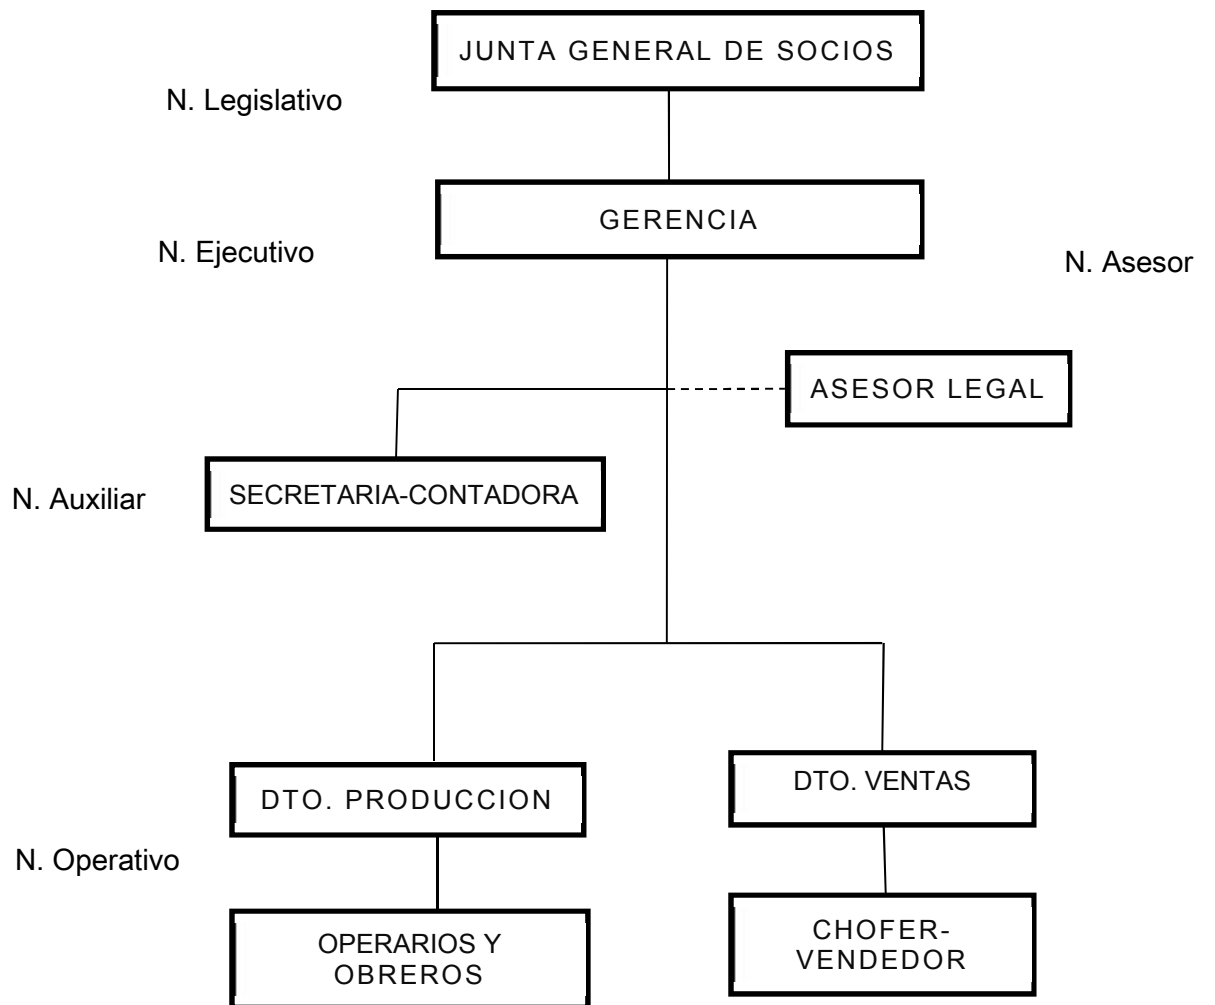 JUNTA GENERAL DE SOCIOS
N. Legislativo
GERENCIA
N. Ejecutivo
N. Asesor
ASESOR LEGAL
N. Auxiliar
SECRETARIA-CONTADORA
DTO. PRODUCCION
DTO. VENTAS
N. Operativo
OPERARIOS Y
OBREROS
CHOFER-
VENDEDOR